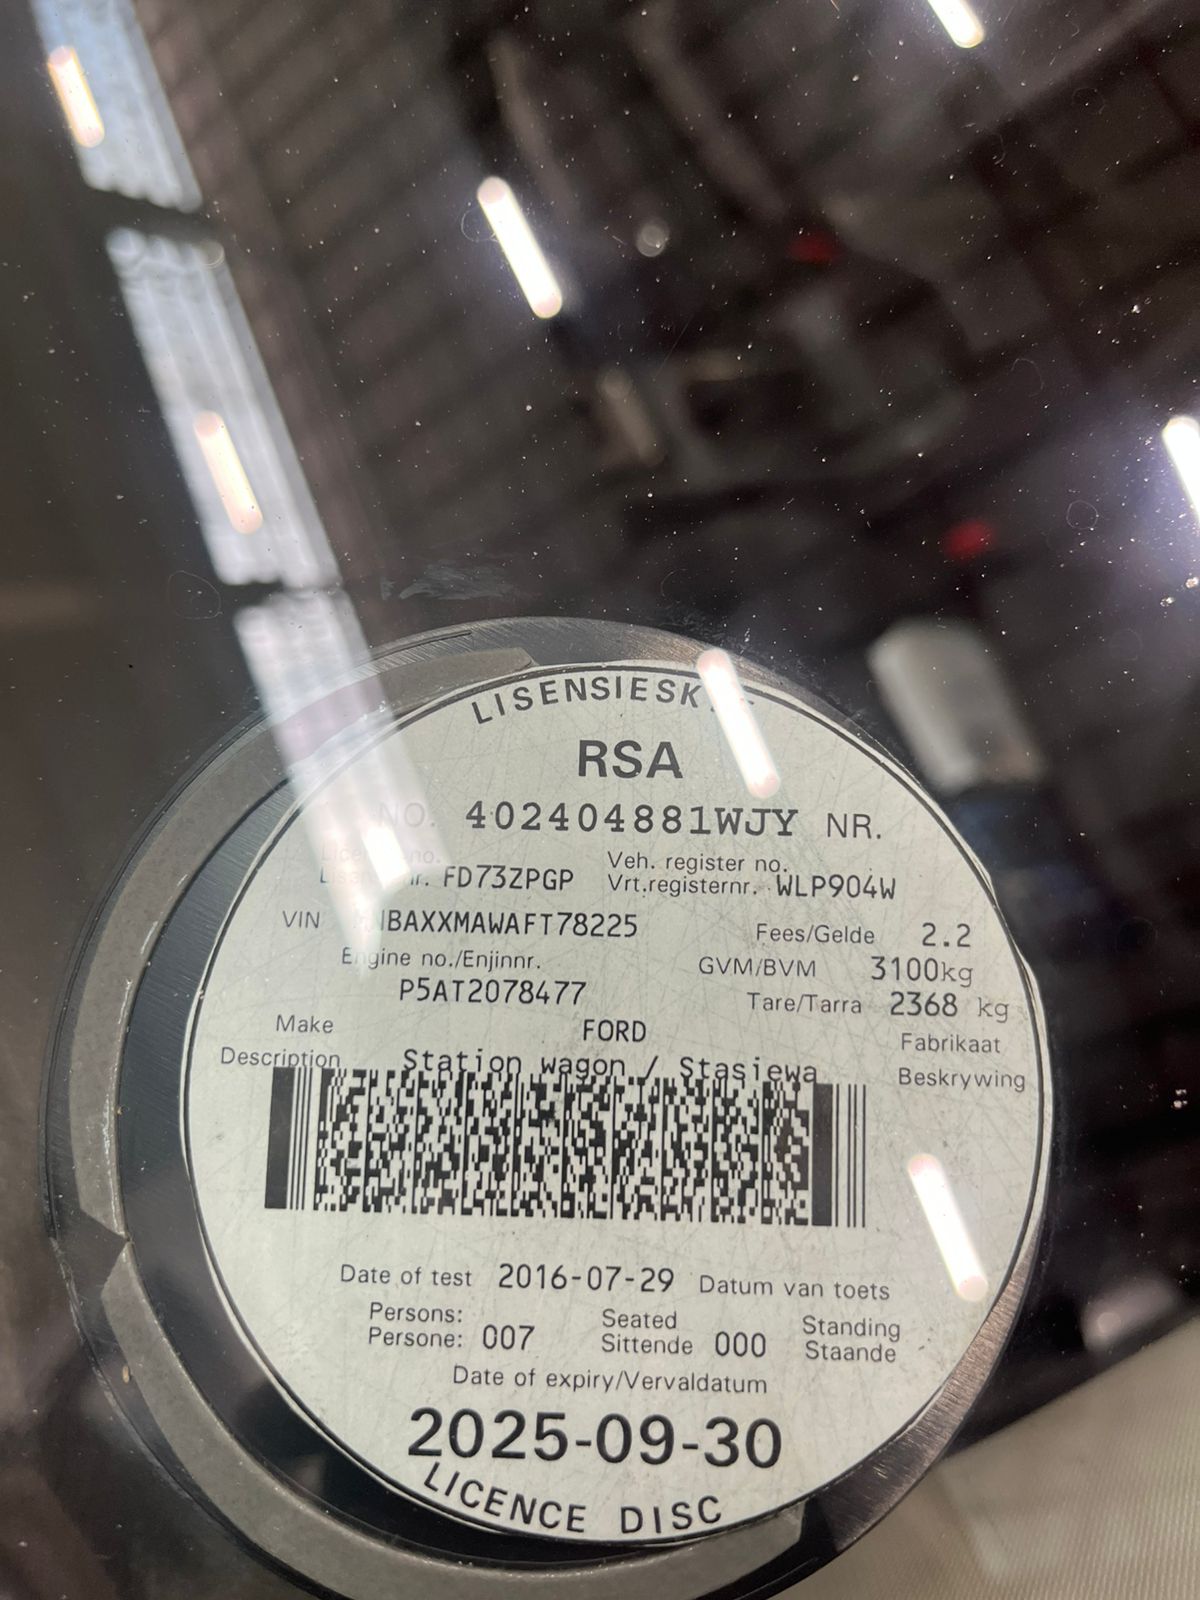 LISENSIESK
RSA
NO. 402404881WJY NR.
Licence no. Veh. register no.
nr. FD73ZPGP Vrt.registernr. WLP904W
VIN BAXXMAWAFT78225 Fees/Gelde 2.2
Engine no./Enjinnr. GVM/BVM 3100kg
P5AT2078477 Tare/Tarra 2368 kg
Make FORD Fabrikaat
Description Station wagon / Stasiewa Beskrywing
Date of test 2016-07-29 Datum van toets
Persons: Seated Standing
Persone: 007 Sittende 000 Staande
Date of expiry/Vervaldatum
2025-09-30
LICENCE DISC